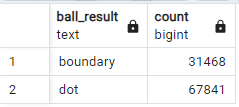 ball_result count
text bigint
1 boundary 31468
2 dot 67841